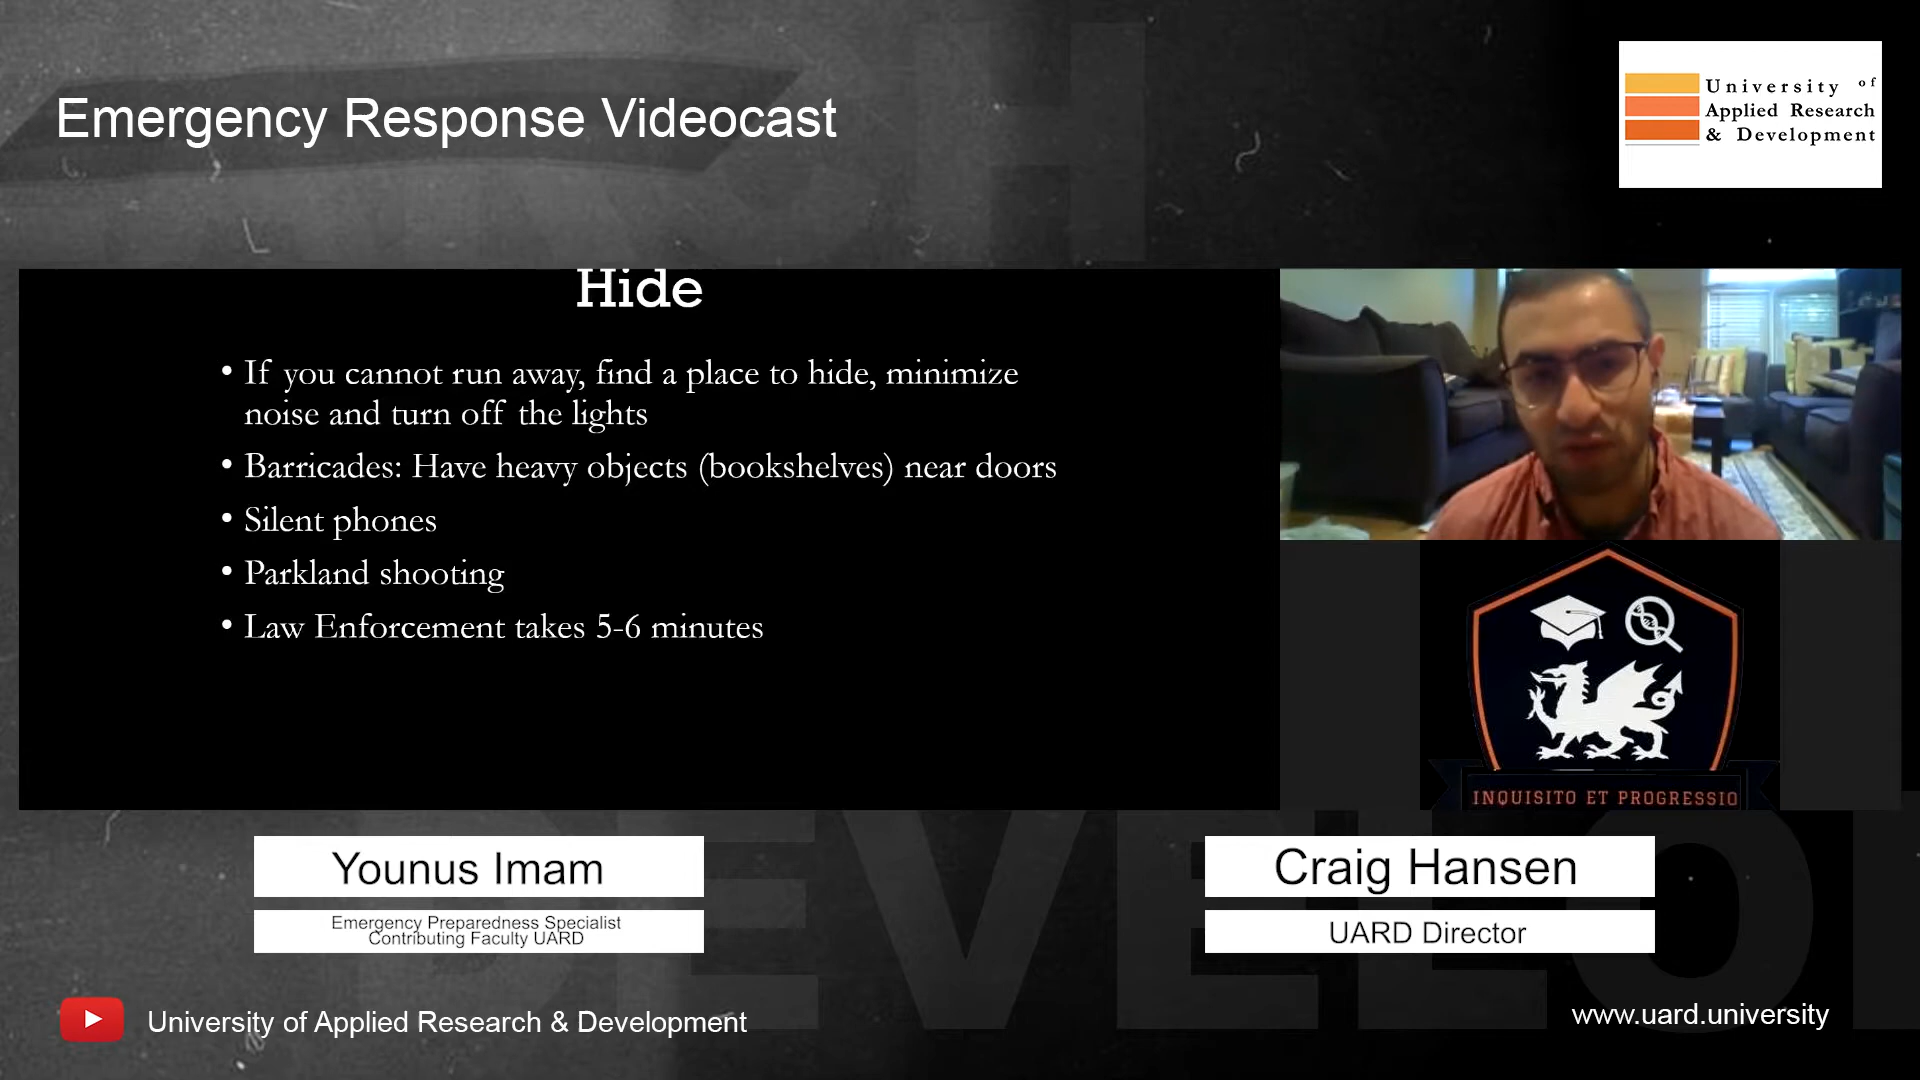 Emergency Response Videocast
University of
Applied Research
& Development
Hide
• If you cannot run away, find a place to hide, minimize
noise and turn off the lights
• Barricades: Have heavy objects (bookshelves) near doors
• Silent phones
• Parkland shooting
• Law Enforcement takes 5-6 minutes
INQUISITO ET PROGRESSIO
Younus Imam
Emergency Preparedness Specialist
Contributing Faculty UARD
Craig Hansen
UARD Director
University of Applied Research & Development
www.uard.university